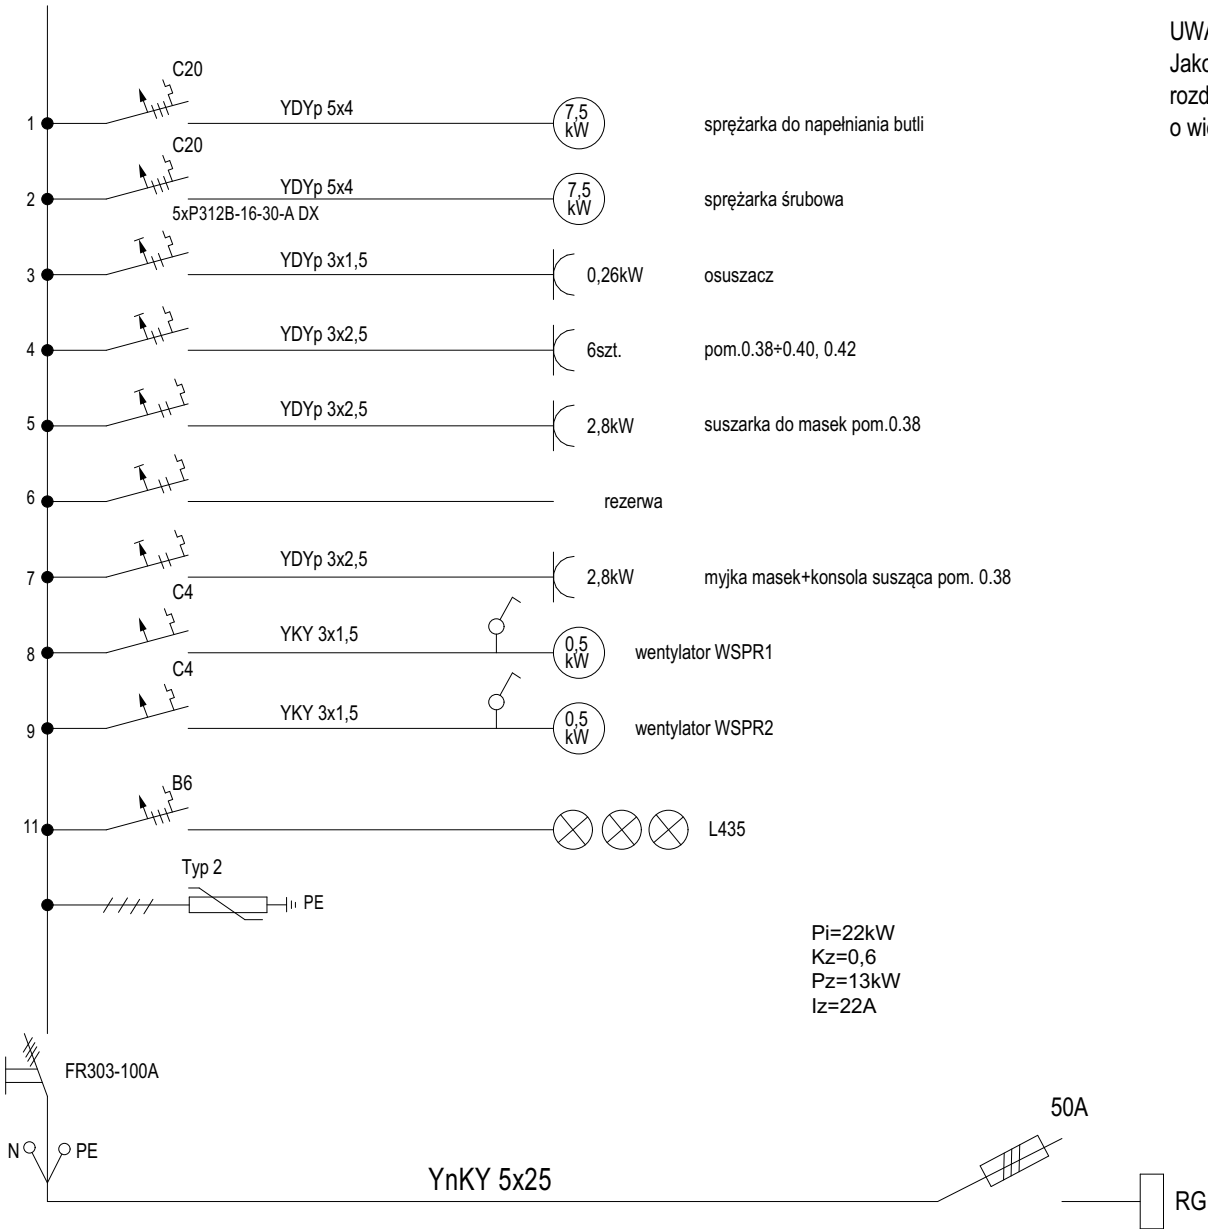 UWA
Jako
rozd
o wie
C20
1 YDYp 5x4 7,5 kW sprężarka do napełniania butli
C20
2 YDYp 5x4 7,5 kW sprężarka śrubowa
5xP312B-16-30-A DX
3 YDYp 3x1,5 0,26kW osuszacz
4 YDYp 3x2,5 6szt. pom.0.38÷0.40, 0.42
5 YDYp 3x2,5 2,8kW suszarka do masek pom.0.38
6 rezerwa
7 YDYp 3x2,5 2,8kW myjka masek+konsola susząca pom. 0.38
C4
8 YKY 3x1,5 0,5 kW wentylator WSPR1
C4
9 YKY 3x1,5 0,5 kW wentylator WSPR2
B6
11 L435
Typ 2
PE
Pi=22kW
Kz=0,6
Pz=13kW
Iz=22A
FR303-100A
50A
N PE
YnKY 5x25
RG